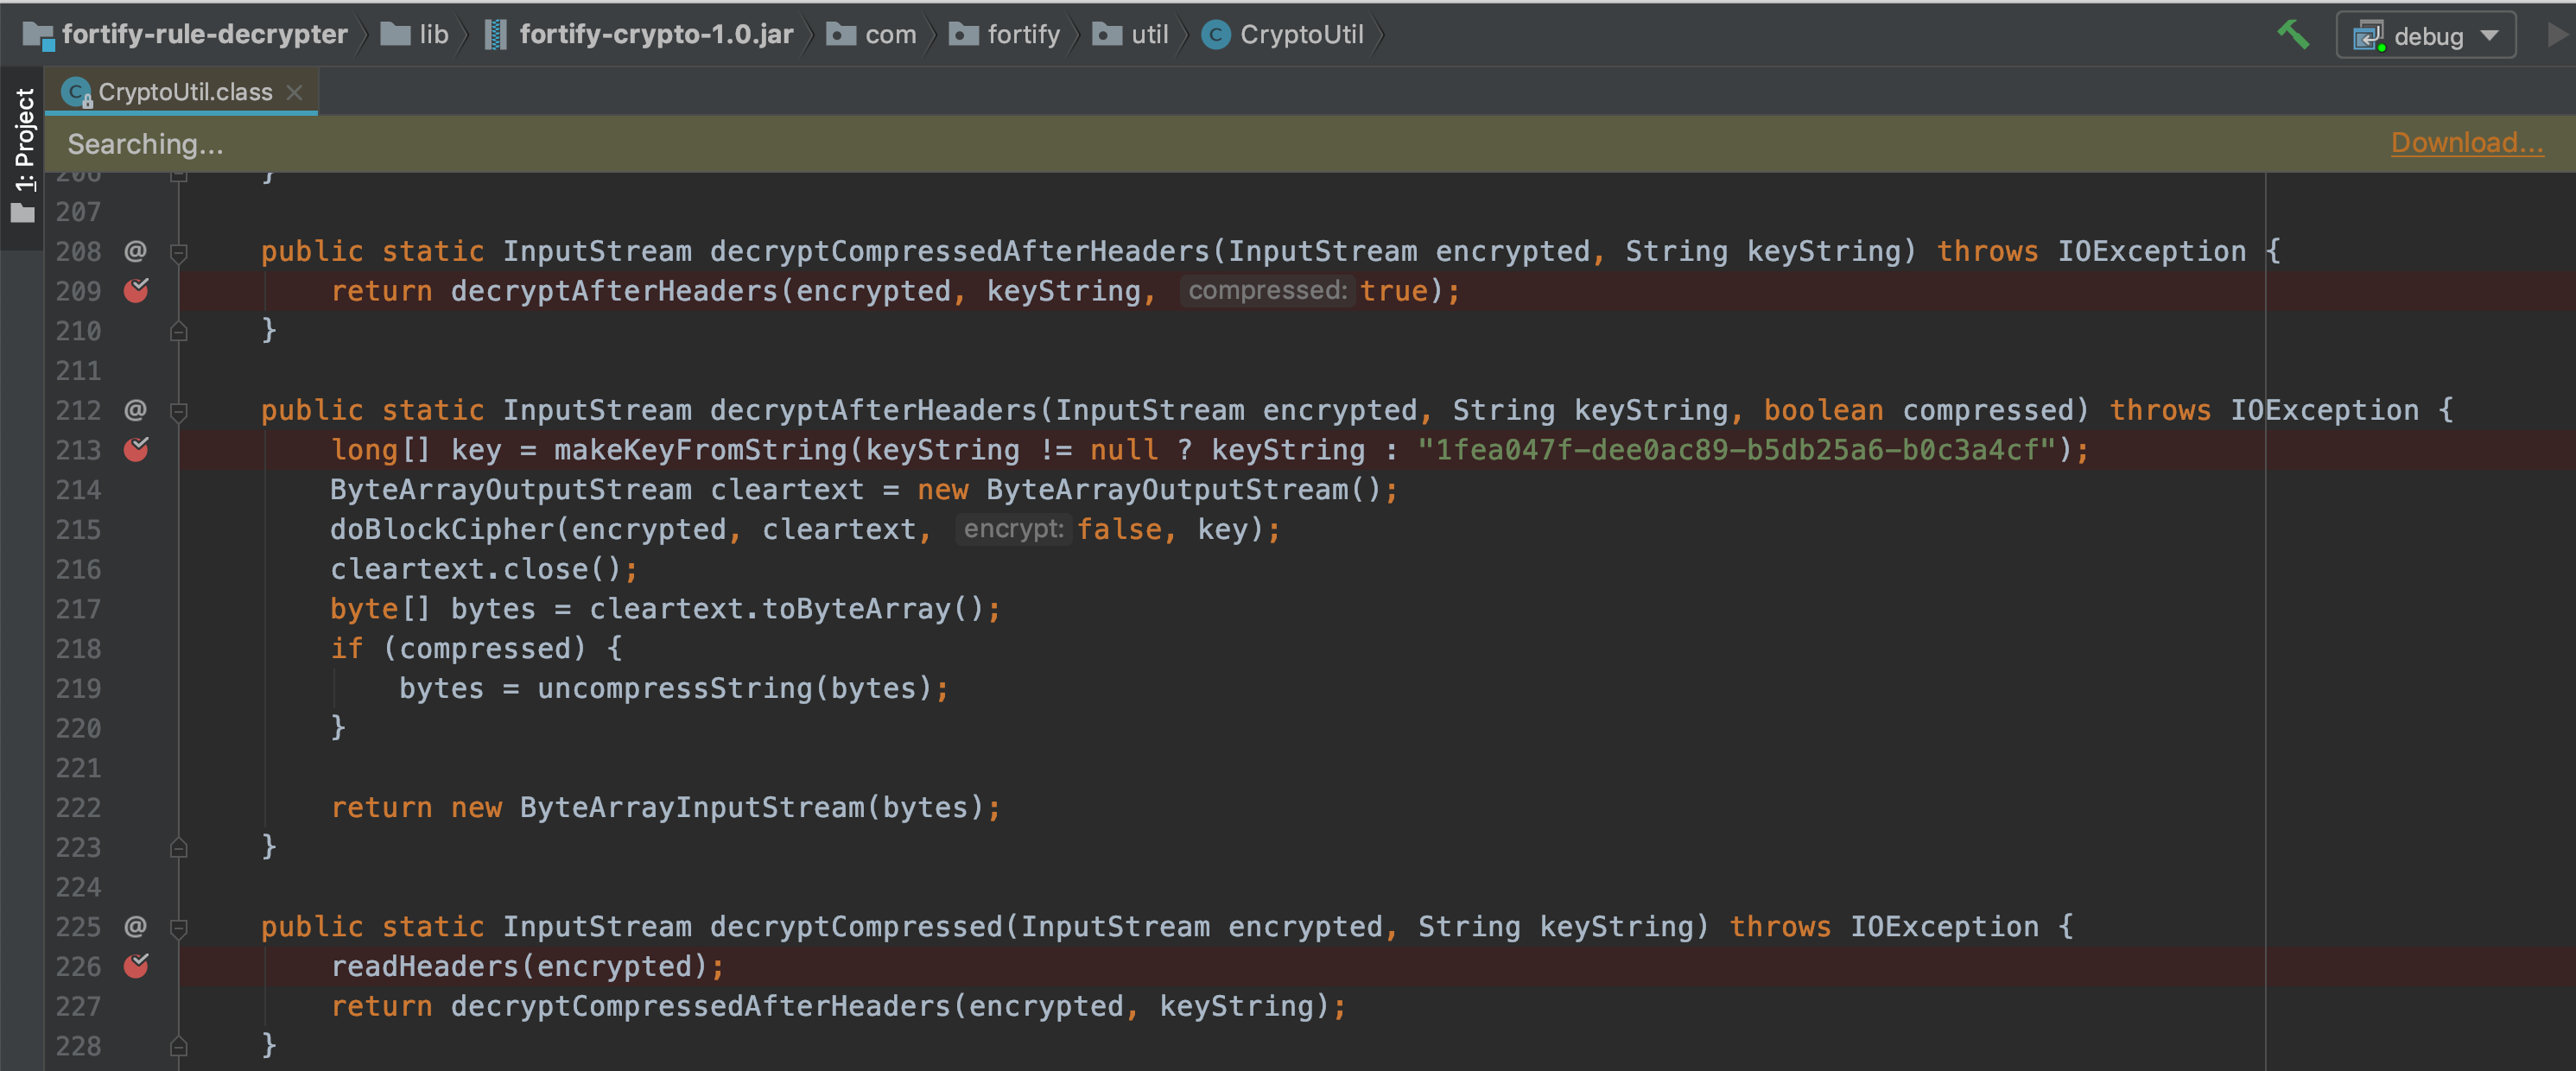 fortify-rule-decrypter lib fortify-crypto-1.0.jar com fortify util CryptoUtil debug
1: Project
CryptoUtil.class
Searching... Download...
206 }
207
208 @ public static InputStream decryptCompressedAfterHeaders(InputStream encrypted, String keyString) throws IOException {
209 return decryptAfterHeaders(encrypted, keyString, compressed: true);
210 }
211
212 @ public static InputStream decryptAfterHeaders(InputStream encrypted, String keyString, boolean compressed) throws IOException {
213 long[] key = makeKeyFromString(keyString != null ? keyString : "1fea047f-dee0ac89-b5db25a6-b0c3a4cf");
214 ByteArrayOutputStream cleartext = new ByteArrayOutputStream();
215 doBlockCipher(encrypted, cleartext, encrypt: false, key);
216 cleartext.close();
217 byte[] bytes = cleartext.toByteArray();
218 if (compressed) {
219 bytes = uncompressString(bytes);
220 }
221
222 return new ByteArrayInputStream(bytes);
223 }
224
225 @ public static InputStream decryptCompressed(InputStream encrypted, String keyString) throws IOException {
226 readHeaders(encrypted);
227 return decryptCompressedAfterHeaders(encrypted, keyString);
228 }